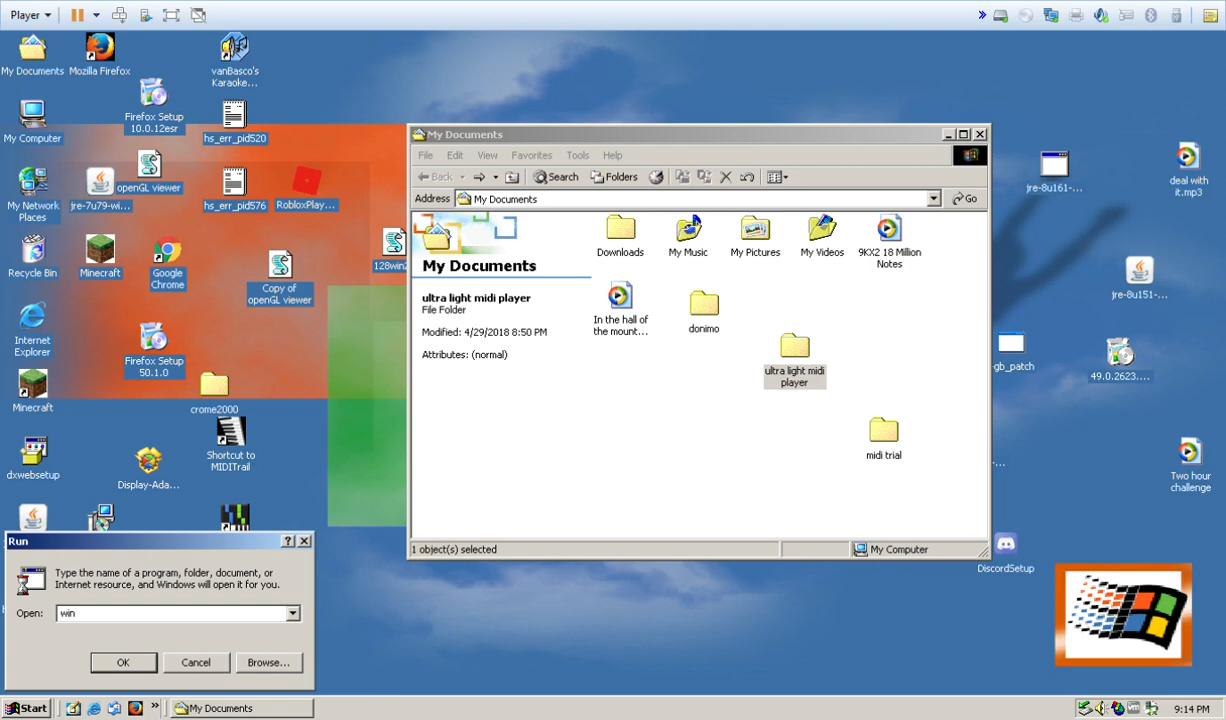 Player
My Documents
Mozilla Firefox
vanBasco's
Karaoke...
Firefox Setup
10.0.12esr
My Computer
hs_err_pid520
openGL viewer
My Network
Places
jre-7u79-wi...
hs_err_pid576
RobloxPlay...
Recycle Bin
Minecraft
Google
Chrome
Copy of
openGL viewer
Internet
Explorer
Firefox Setup
50.1.0
Minecraft
crome2000
dxwebsetup
Display-Ada...
Shortcut to
MIDITrail
My Documents
File Edit View Favorites Tools Help
Back Search Folders
Address My Documents Go
My Documents
ultra light midi player
File Folder
Modified: 4/29/2018 8:50 PM
Attributes: (normal)
Downloads
My Music
My Pictures
My Videos
9KX2 18 Million
Notes
In the hall of
the mount...
donimo
ultra light midi
player
midi trial
1 object(s) selected
My Computer
jre-8u161-...
deal with
it.mp3
jre-8u151-...
-gb_patch
49.0.2623....
Two hour
challenge
DiscordSetup
Run
Type the name of a program, folder, document, or
Internet resource, and Windows will open it for you.
Open: win
OK Cancel Browse...
Start
My Documents
9:14 PM